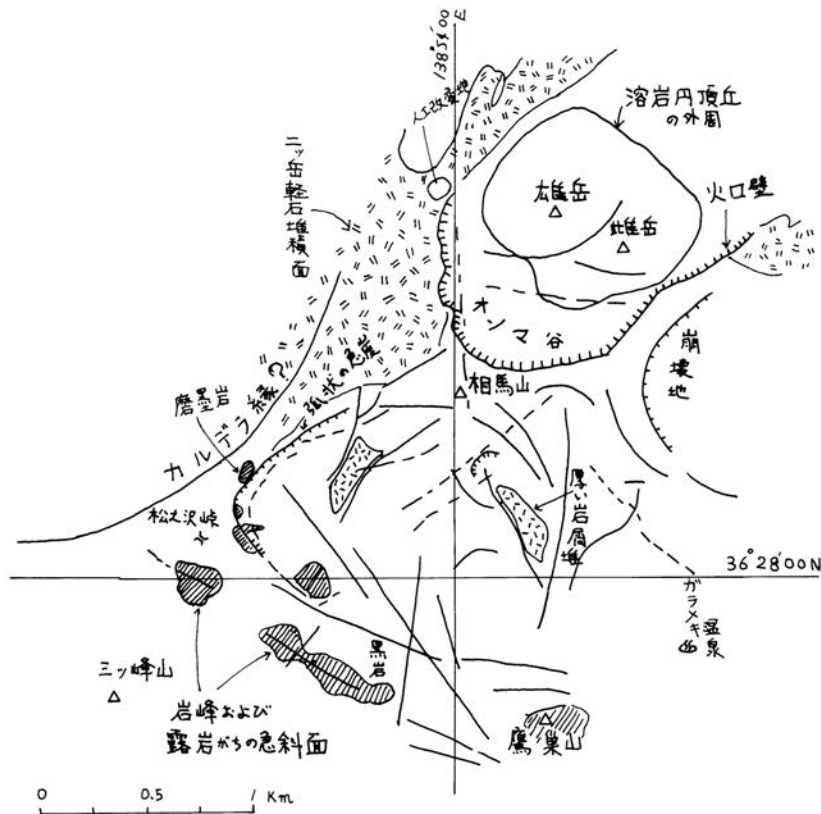 138°54′00 E
人工改変地
溶岩円頂丘
の外周
二ッ岳軽石堆積面
雄岳
雌岳
火口壁
オンマ谷
崩壊地
相馬山
弧状の急崖
カルデラ縁?
磨墨岩
松之沢峠
厚い岩屑堆
36°28′00N
ガラメキ温泉
黒岩
三ッ峰山
岩峰および
露岩がちの急斜面
鷹巣山
0 0.5 1 Km